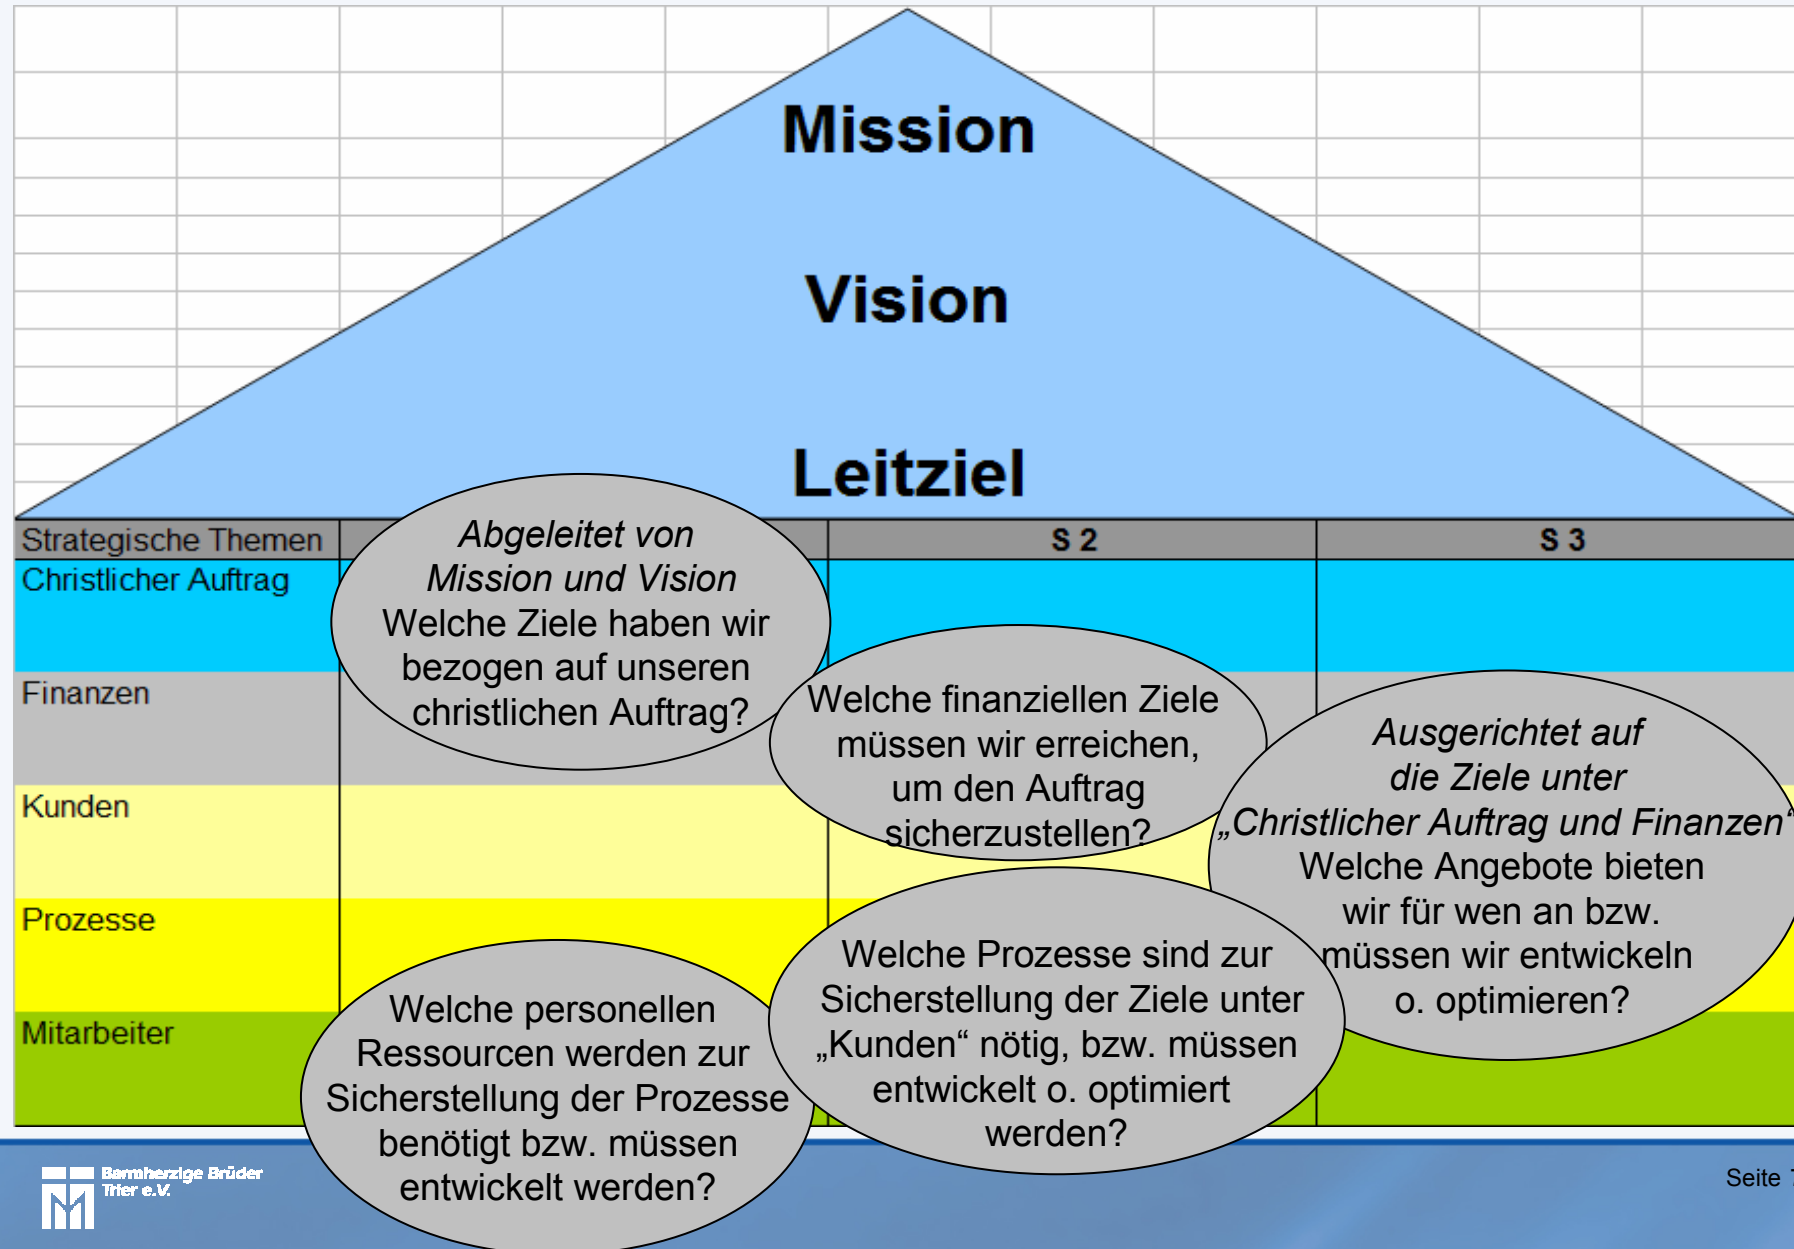 Mission
Vision
Leitziel
Strategische Themen
S 2
S 3
Christlicher Auftrag
Finanzen
Kunden
Prozesse
Mitarbeiter
Abgeleitet von
Mission und Vision
Welche Ziele haben wir
bezogen auf unseren
christlichen Auftrag?
Welche finanziellen Ziele
müssen wir erreichen,
um den Auftrag
sicherzustellen?
Ausgerichtet auf
die Ziele unter
„Christlicher Auftrag und Finanzen“
Welche Angebote bieten
wir für wen an bzw.
müssen wir entwickeln
o. optimieren?
Welche Prozesse sind zur
Sicherstellung der Ziele unter
„Kunden“ nötig, bzw. müssen
entwickelt o. optimiert
werden?
Welche personellen
Ressourcen werden zur
Sicherstellung der Prozesse
benötigt bzw. müssen
entwickelt werden?
Barmherzige Brüder
Trier e.V.
Seite 7